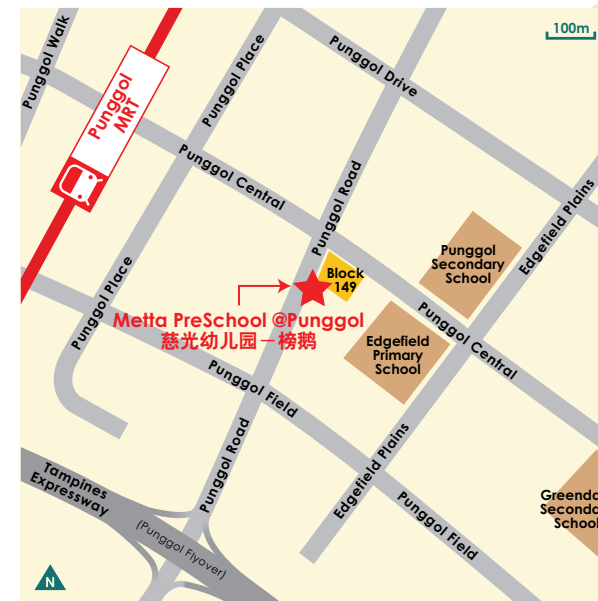 Punggol Walk
Punggol
MRT
Punggol Place
Punggol Drive
100m
Punggol Central
Punggol Road
Edgefield Plains
Punggol
Secondary
School
Block
149
Punggol Place
Metta PreSchool @Punggol
慈光幼儿园－榜鹅
Edgefield
Primary
School
Punggol Central
Punggol Field
Punggol Road
Edgefield Plains
Punggol Field
Tampines
Expressway
(Punggol Flyover)
Greenda
Seconda
School
N